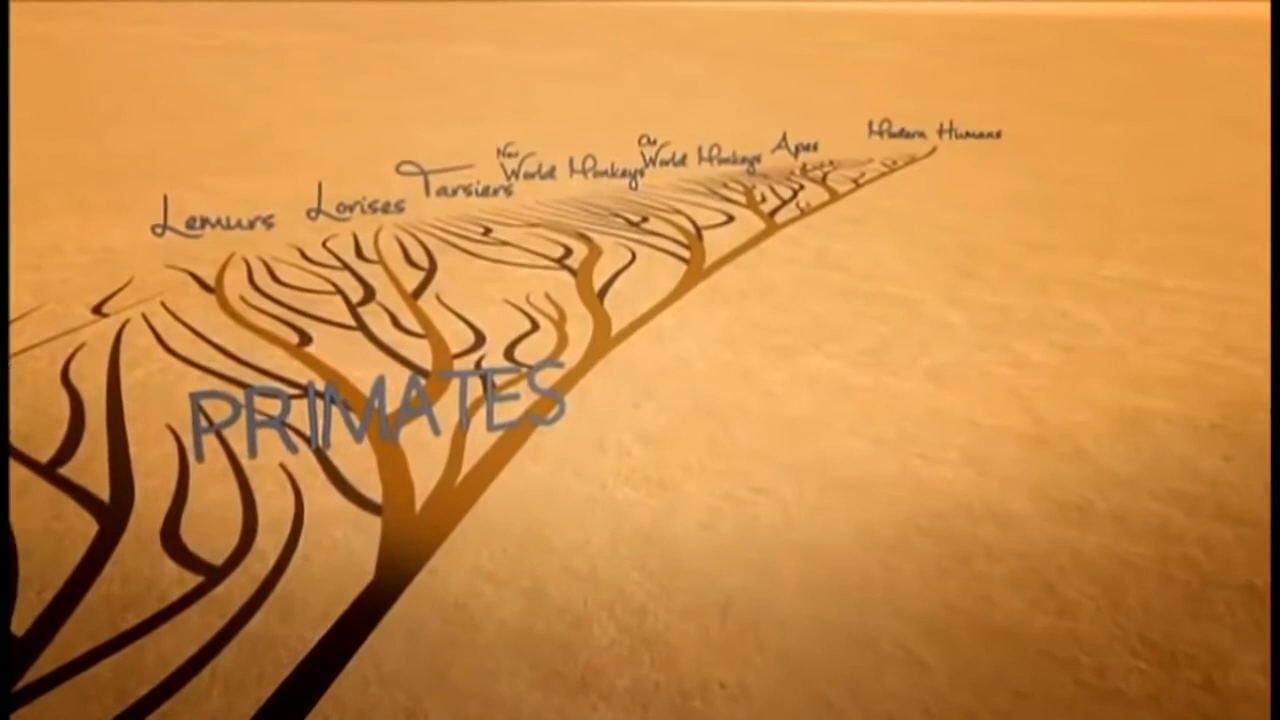 Lemurs
Lorises
Tarsiers
New
World Monkeys
Old
World Monkeys
Apes
Modern Humans
PRIMATES